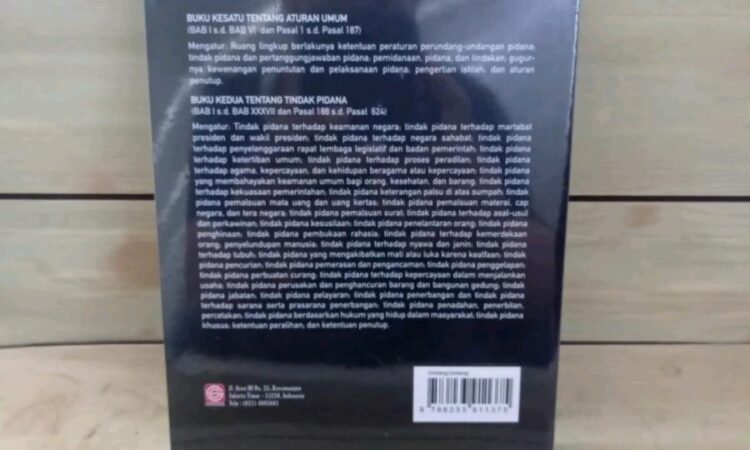 BUKU KESATU TENTANG ATURAN UMUM
(BAB I s.d. BAB VI dan Pasal 1 s.d. Pasal 187)
Mengatur: Ruang lingkup berlakunya ketentuan peraturan perundang-undangan pidana;
tindak pidana dan pertanggungjawaban pidana; pemidanaan, pidana, dan tindakan; gugur-
nya kewenangan penuntutan dan pelaksanaan pidana; pengertian istilah; dan aturan
penutup.
BUKU KEDUA TENTANG TINDAK PIDANA
(BAB I s.d. BAB XXXVII dan Pasal 188 s.d. Pasal 624)
Mengatur: Tindak pidana terhadap keamanan negara; tindak pidana terhadap martabat
presiden dan wakil presiden; tindak pidana terhadap negara sahabat; tindak pidana
terhadap penyelenggaraan rapat lembaga legislatif dan badan pemerintah; tindak pidana
terhadap ketertiban umum; tindak pidana terhadap proses peradilan; tindak pidana
terhadap agama, kepercayaan, dan kehidupan beragama atau kepercayaan; tindak pidana
yang membahayakan keamanan umum bagi orang, kesehatan, dan barang; tindak pidana
terhadap kekuasaan pemerintahan; tindak pidana keterangan palsu di atas sumpah; tindak
pidana pemalsuan mata uang dan uang kertas; tindak pidana pemalsuan meterai, cap
negara, dan tera negara; tindak pidana pemalsuan surat; tindak pidana terhadap asal-usul
dan perkawinan; tindak pidana kesusilaan; tindak pidana penelantaran orang; tindak pidana
penghinaan; tindak pidana pembukaan rahasia; tindak pidana terhadap kemerdekaan
orang; penyelundupan manusia; tindak pidana terhadap nyawa dan janin; tindak pidana
terhadap tubuh; tindak pidana yang mengakibatkan mati atau luka karena kealfaan; tindak
pidana pencurian; tindak pidana pemerasan dan pengancaman; tindak pidana penggelapan;
tindak pidana perbuatan curang; tindak pidana terhadap kepercayaan dalam menjalankan
usaha; tindak pidana perusakan dan penghancuran barang dan bangunan gedung; tindak
pidana jabatan; tindak pidana pelayaran; tindak pidana penerbangan dan tindak pidana
terhadap sarana serta prasarana penerbangan; tindak pidana penadahan, penerbitan,
percetakan; tindak pidana berdasarkan hukum yang hidup dalam masyarakat; tindak pidana
khusus; ketentuan peralihan; dan ketentuan penutup.
Jakarta Timur - 13220, Indonesia
Undang Undang
9 786233 911375